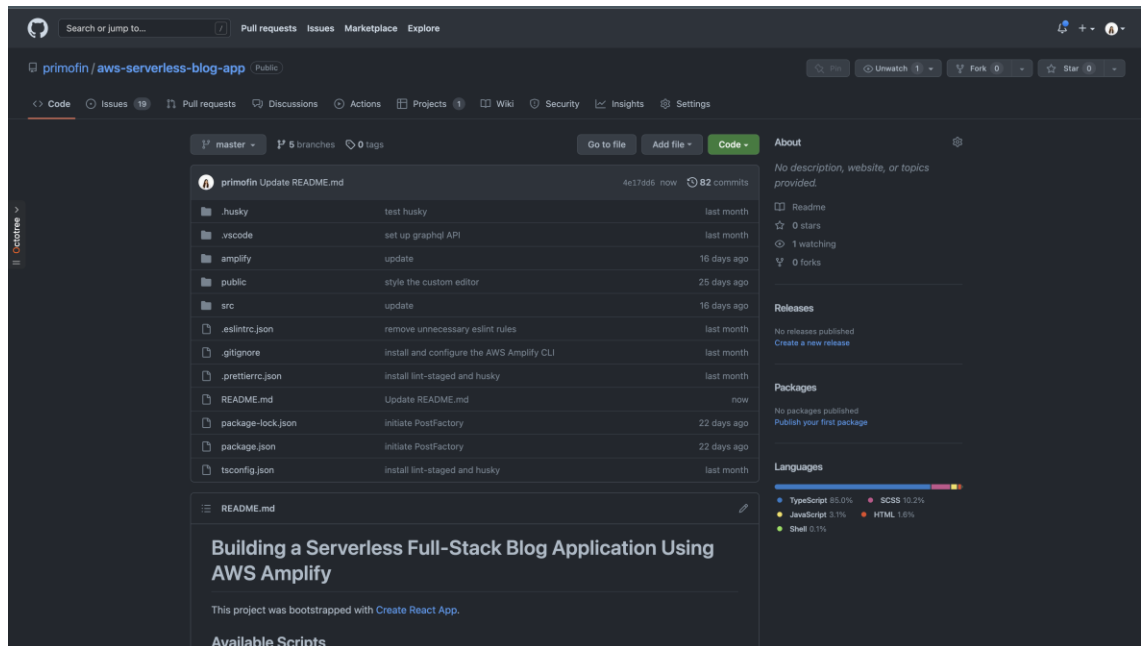 Search or jump to... / Pull requests Issues Marketplace Explore
primofin / aws-serverless-blog-app Public
Pin Unwatch 1 Fork 0 Star 0
Code Issues 19 Pull requests Discussions Actions Projects 1 Wiki Security Insights Settings
master 5 branches 0 tags Go to file Add file Code
primofin Update README.md 4e17dd6 now 82 commits
.husky test husky last month
.vscode set up graphql API last month
amplify update 16 days ago
public style the custom editor 25 days ago
src update 16 days ago
.eslintrc.json remove unnecessary eslint rules last month
.gitignore install and configure the AWS Amplify CLI last month
.prettierrc.json install lint-staged and husky last month
README.md Update README.md now
package-lock.json initiate PostFactory 22 days ago
package.json initiate PostFactory 22 days ago
tsconfig.json install lint-staged and husky last month
README.md
Building a Serverless Full-Stack Blog Application Using
AWS Amplify
This project was bootstrapped with Create React App.
Available Scripts
About
No description, website, or topics
provided.
Readme
0 stars
1 watching
0 forks
Releases
No releases published
Create a new release
Packages
No packages published
Publish your first package
Languages
TypeScript 85.0% SCSS 10.2%
JavaScript 3.1% HTML 1.6%
Shell 0.1%
Octotree